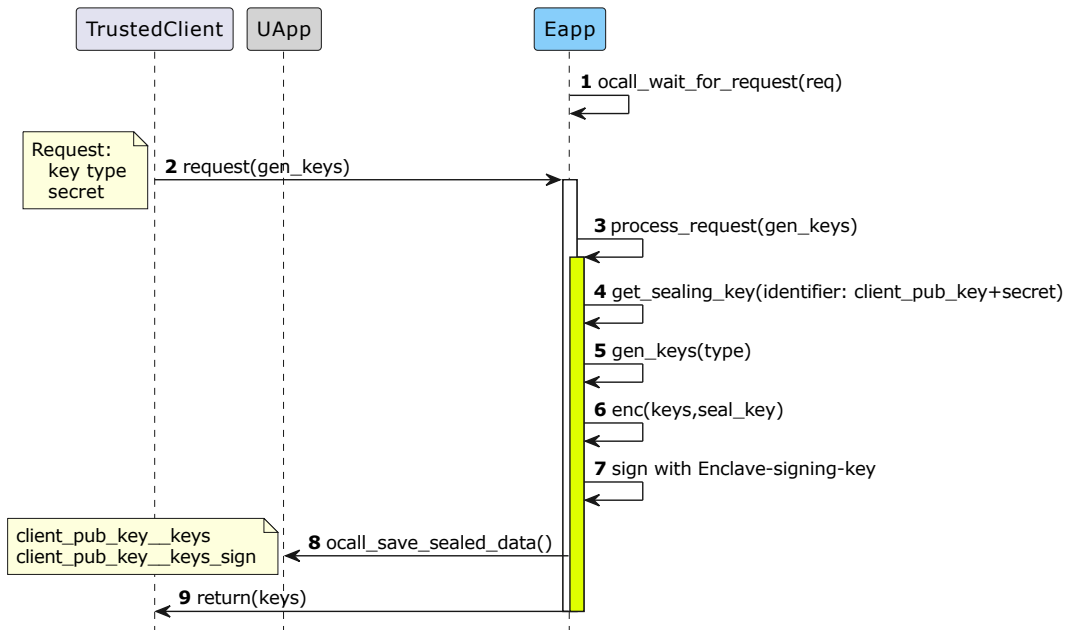 TrustedClient
UApp
Eapp
1 ocall_wait_for_request(req)
Request:
key type
secret
2 request(gen_keys)
3 process_request(gen_keys)
4 get_sealing_key(identifier: client_pub_key+secret)
5 gen_keys(type)
6 enc(keys,seal_key)
7 sign with Enclave-signing-key
client_pub_key__keys
client_pub_key__keys_sign
8 ocall_save_sealed_data()
9 return(keys)